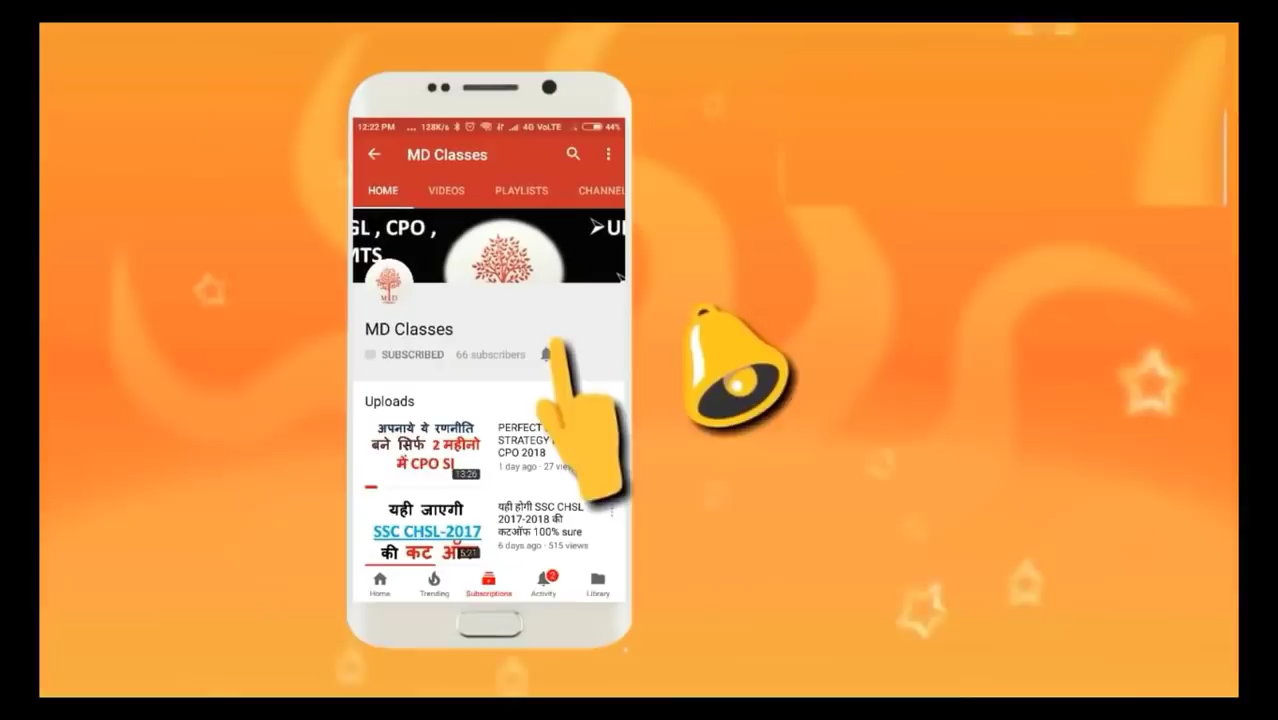 12:22 PM ... 128K/s 4G VoLTE 44%
MD Classes
HOME VIDEOS PLAYLISTS CHANNEL
GL , CPO ,
MTS
➢U
MD
MD Classes
SUBSCRIBED 66 subscribers
Uploads
अपनाये ये रणनीति
बने सिर्फ 2 महीनो
में CPO SI
13:26
PERFECT
STRATEGY
CPO 2018
1 day ago · 27
यही जाएगी
SSC CHSL-2017
की कट
5:21
यही होगी SSC CHSL
2017-2018 की
कटऑफ 100% sure
6 days ago · 515 views
2
Home Trending Subscriptions Activity Library